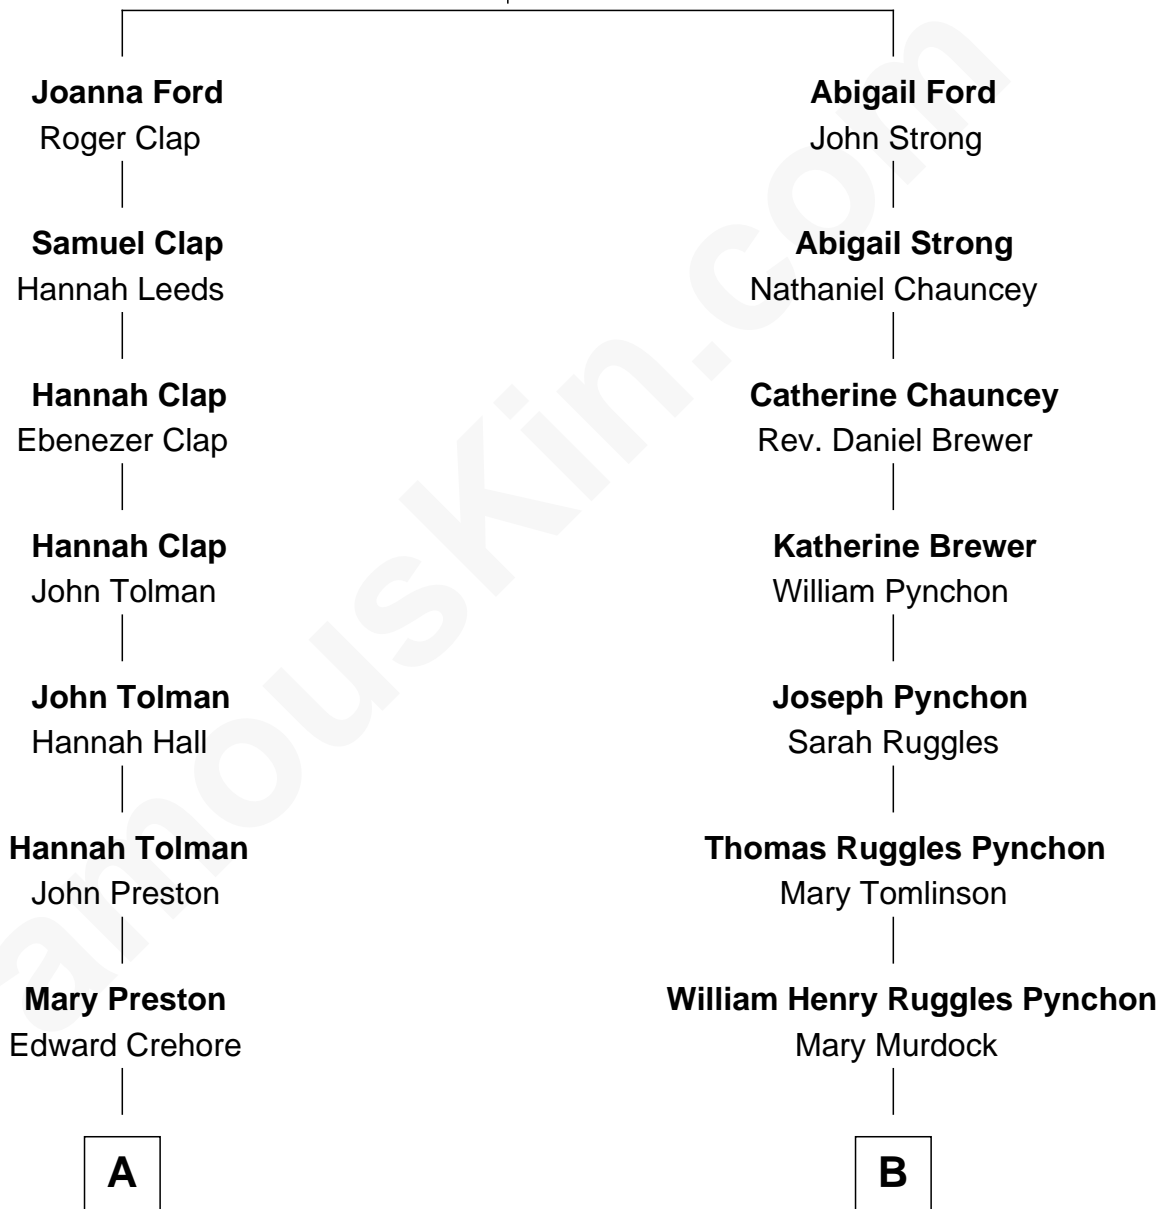 Joanna Ford
Roger Clap
Samuel Clap
Hannah Leeds
Hannah Clap
Ebenezer Clap
Hannah Clap
John Tolman
John Tolman
Hannah Hall
Hannah Tolman
John Preston
Mary Preston
Edward Crehore
A
Abigail Ford
John Strong
Abigail Strong
Nathaniel Chauncey
Catherine Chauncey
Rev. Daniel Brewer
Katherine Brewer
William Pynchon
Joseph Pynchon
Sarah Ruggles
Thomas Ruggles Pynchon
Mary Tomlinson
William Henry Ruggles Pynchon
Mary Murdock
B
amousKin.com